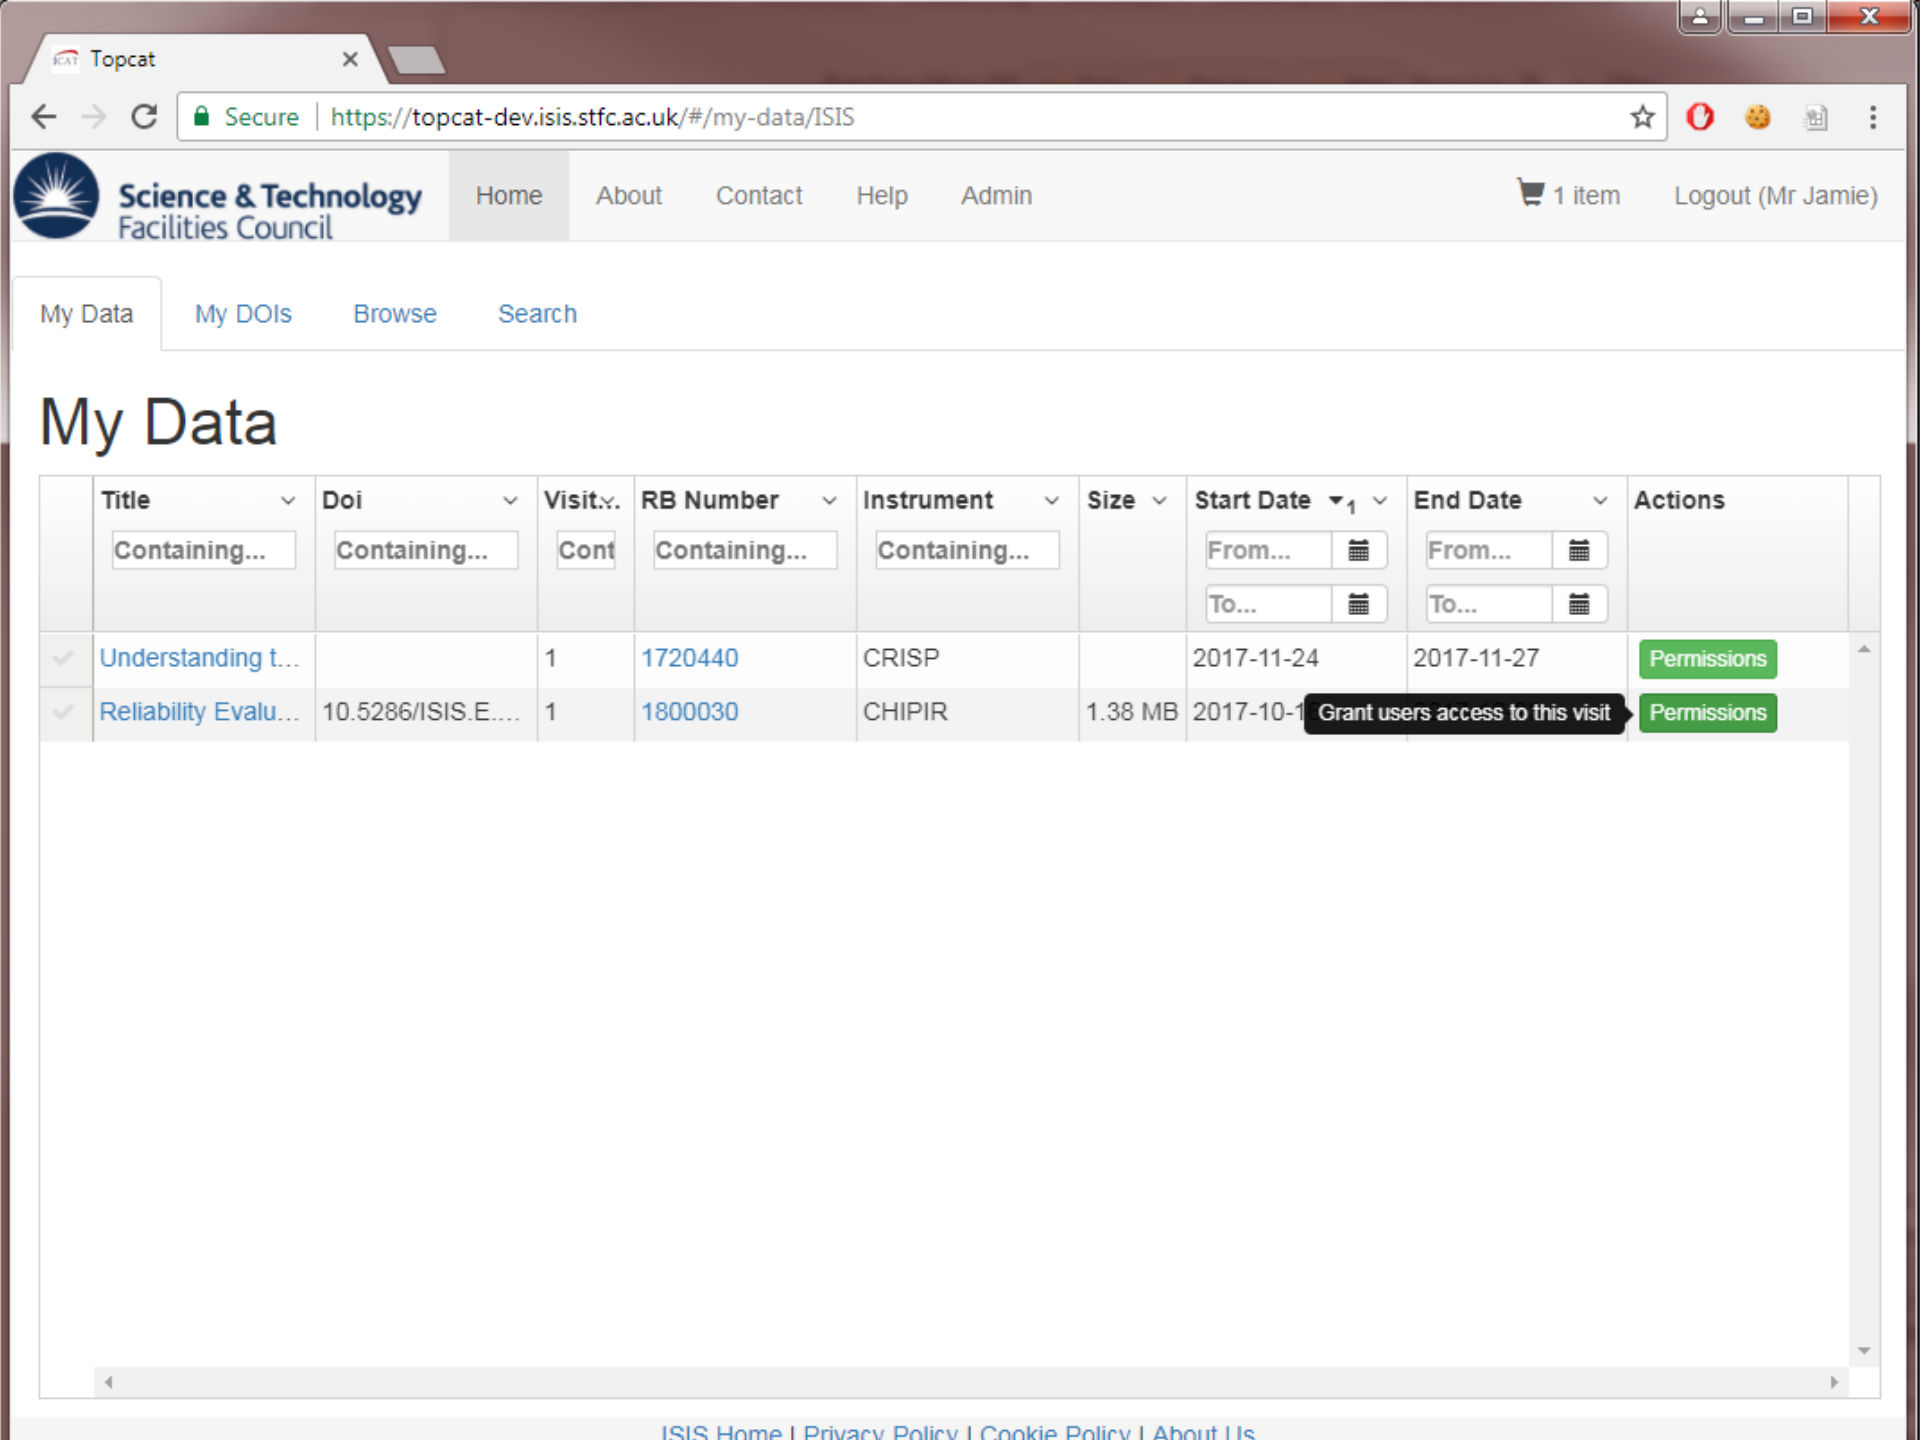 ICAT Topcat
Secure https://topcat-dev.isis.stfc.ac.uk/#/my-data/ISIS
Science & Technology
Facilities Council
Home About Contact Help Admin 1 item Logout (Mr Jamie)
My Data My DOIs Browse Search
My Data
Title Doi Visit... RB Number Instrument Size Start Date 1 End Date Actions
Containing... Containing... Cont Containing... Containing... From... From...
To... To...
Understanding t... 1 1720440 CRISP 2017-11-24 2017-11-27 Permissions
Reliability Evalu... 10.5286/ISIS.E.... 1 1800030 CHIPIR 1.38 MB 2017-10-1 Grant users access to this visit Permissions
ISIS Home | Privacy Policy | Cookie Policy | About Us